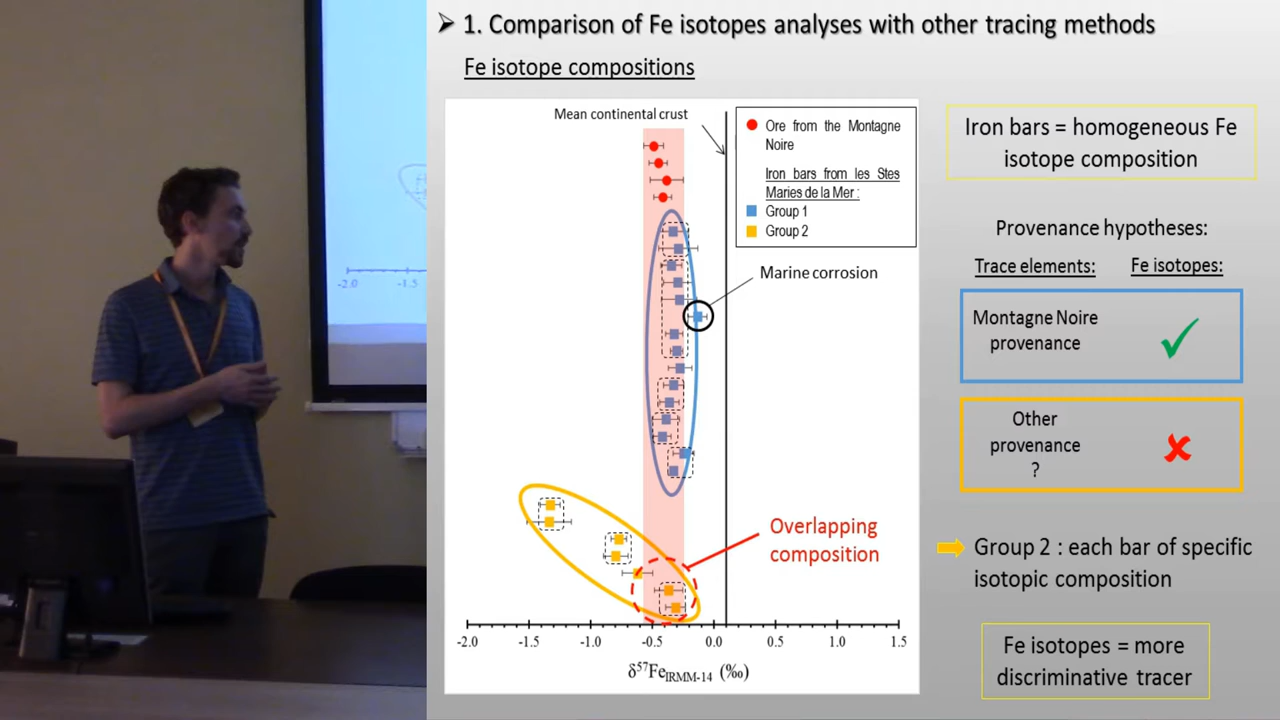 ➢ 1. Comparison of Fe isotopes analyses with other tracing methods
Fe isotope compositions
Mean continental crust
Ore from the Montagne
Noire
Iron bars from les Stes
Maries de la Mer :
Group 1
Group 2
Marine corrosion
Overlapping
composition
-2.0 -1.5 -1.0 -0.5 0.0 0.5 1.0 1.5
δ57FeIRMM-14 (‰)
Iron bars = homogeneous Fe
isotope composition
Provenance hypotheses:
Trace elements: Fe isotopes:
Montagne Noire
provenance
Other
provenance
?
Group 2 : each bar of specific
isotopic composition
Fe isotopes = more
discriminative tracer
-2.0 -1.5